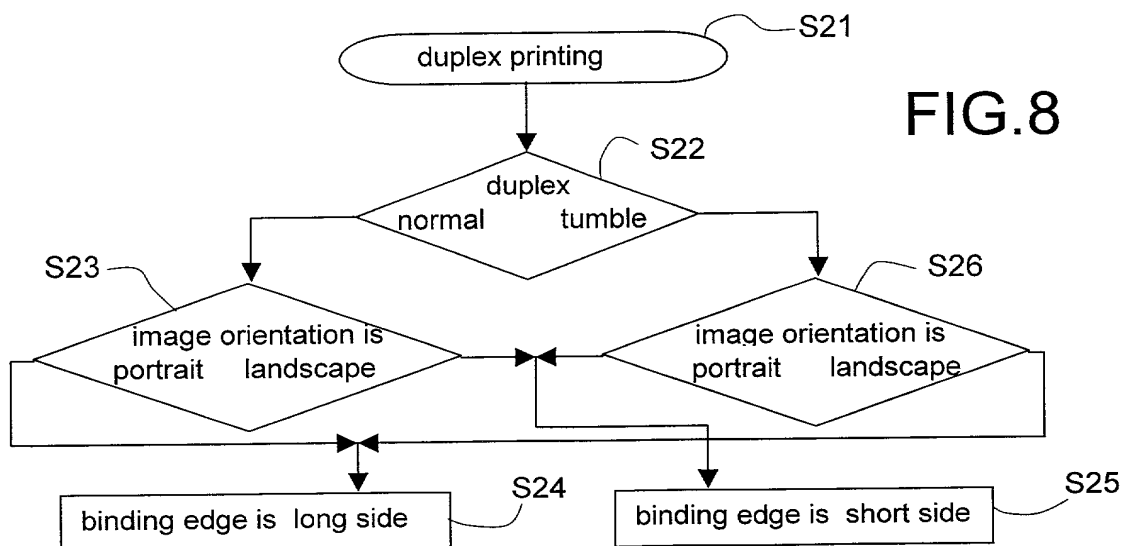 S21
duplex printing
FIG.8
S22
duplex
normal tumble
S23
S26
image orientation is
portrait landscape
image orientation is
portrait landscape
S24
binding edge is long side
S25
binding edge is short side